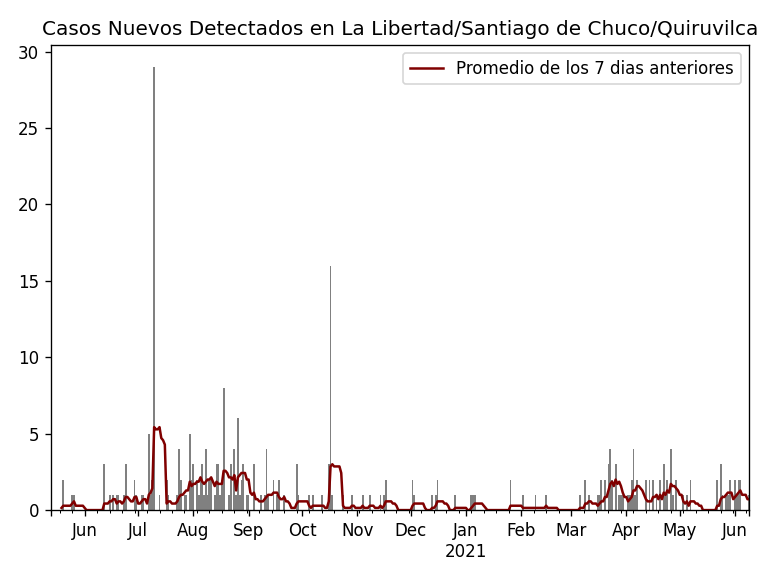 Casos Nuevos Detectados en La Libertad/Santiago de Chuco/Quiruvilca
Promedio de los 7 dias anteriores
30
25
20
15
10
5
0
Jun Jul Aug Sep Oct Nov Dec Jan Feb Mar Apr May Jun
2021